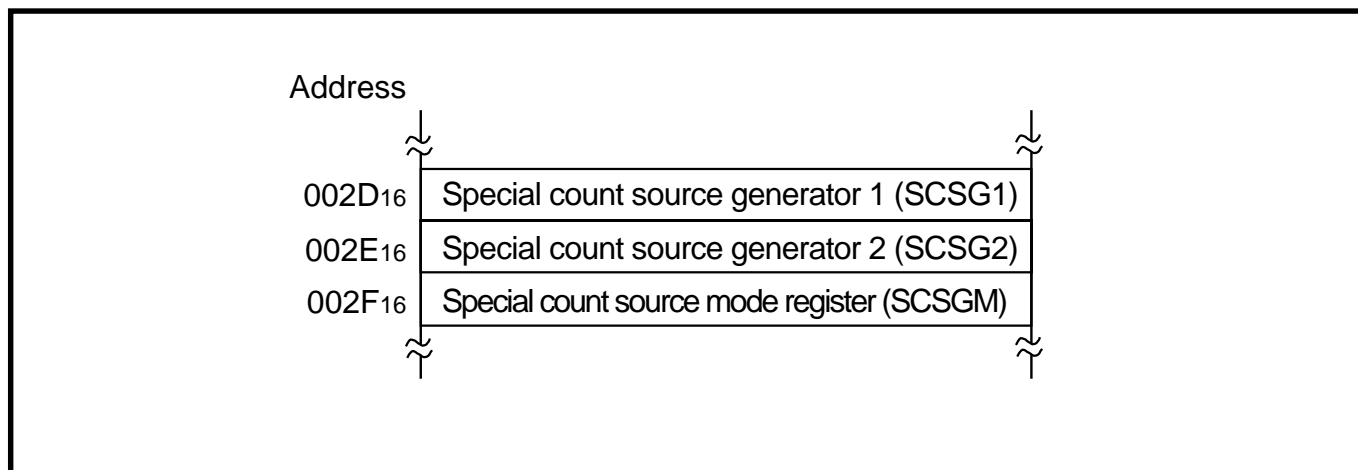 Address
002D16 Special count source generator 1 (SCSG1)
002E16 Special count source generator 2 (SCSG2)
002F16 Special count source mode register (SCSGM)